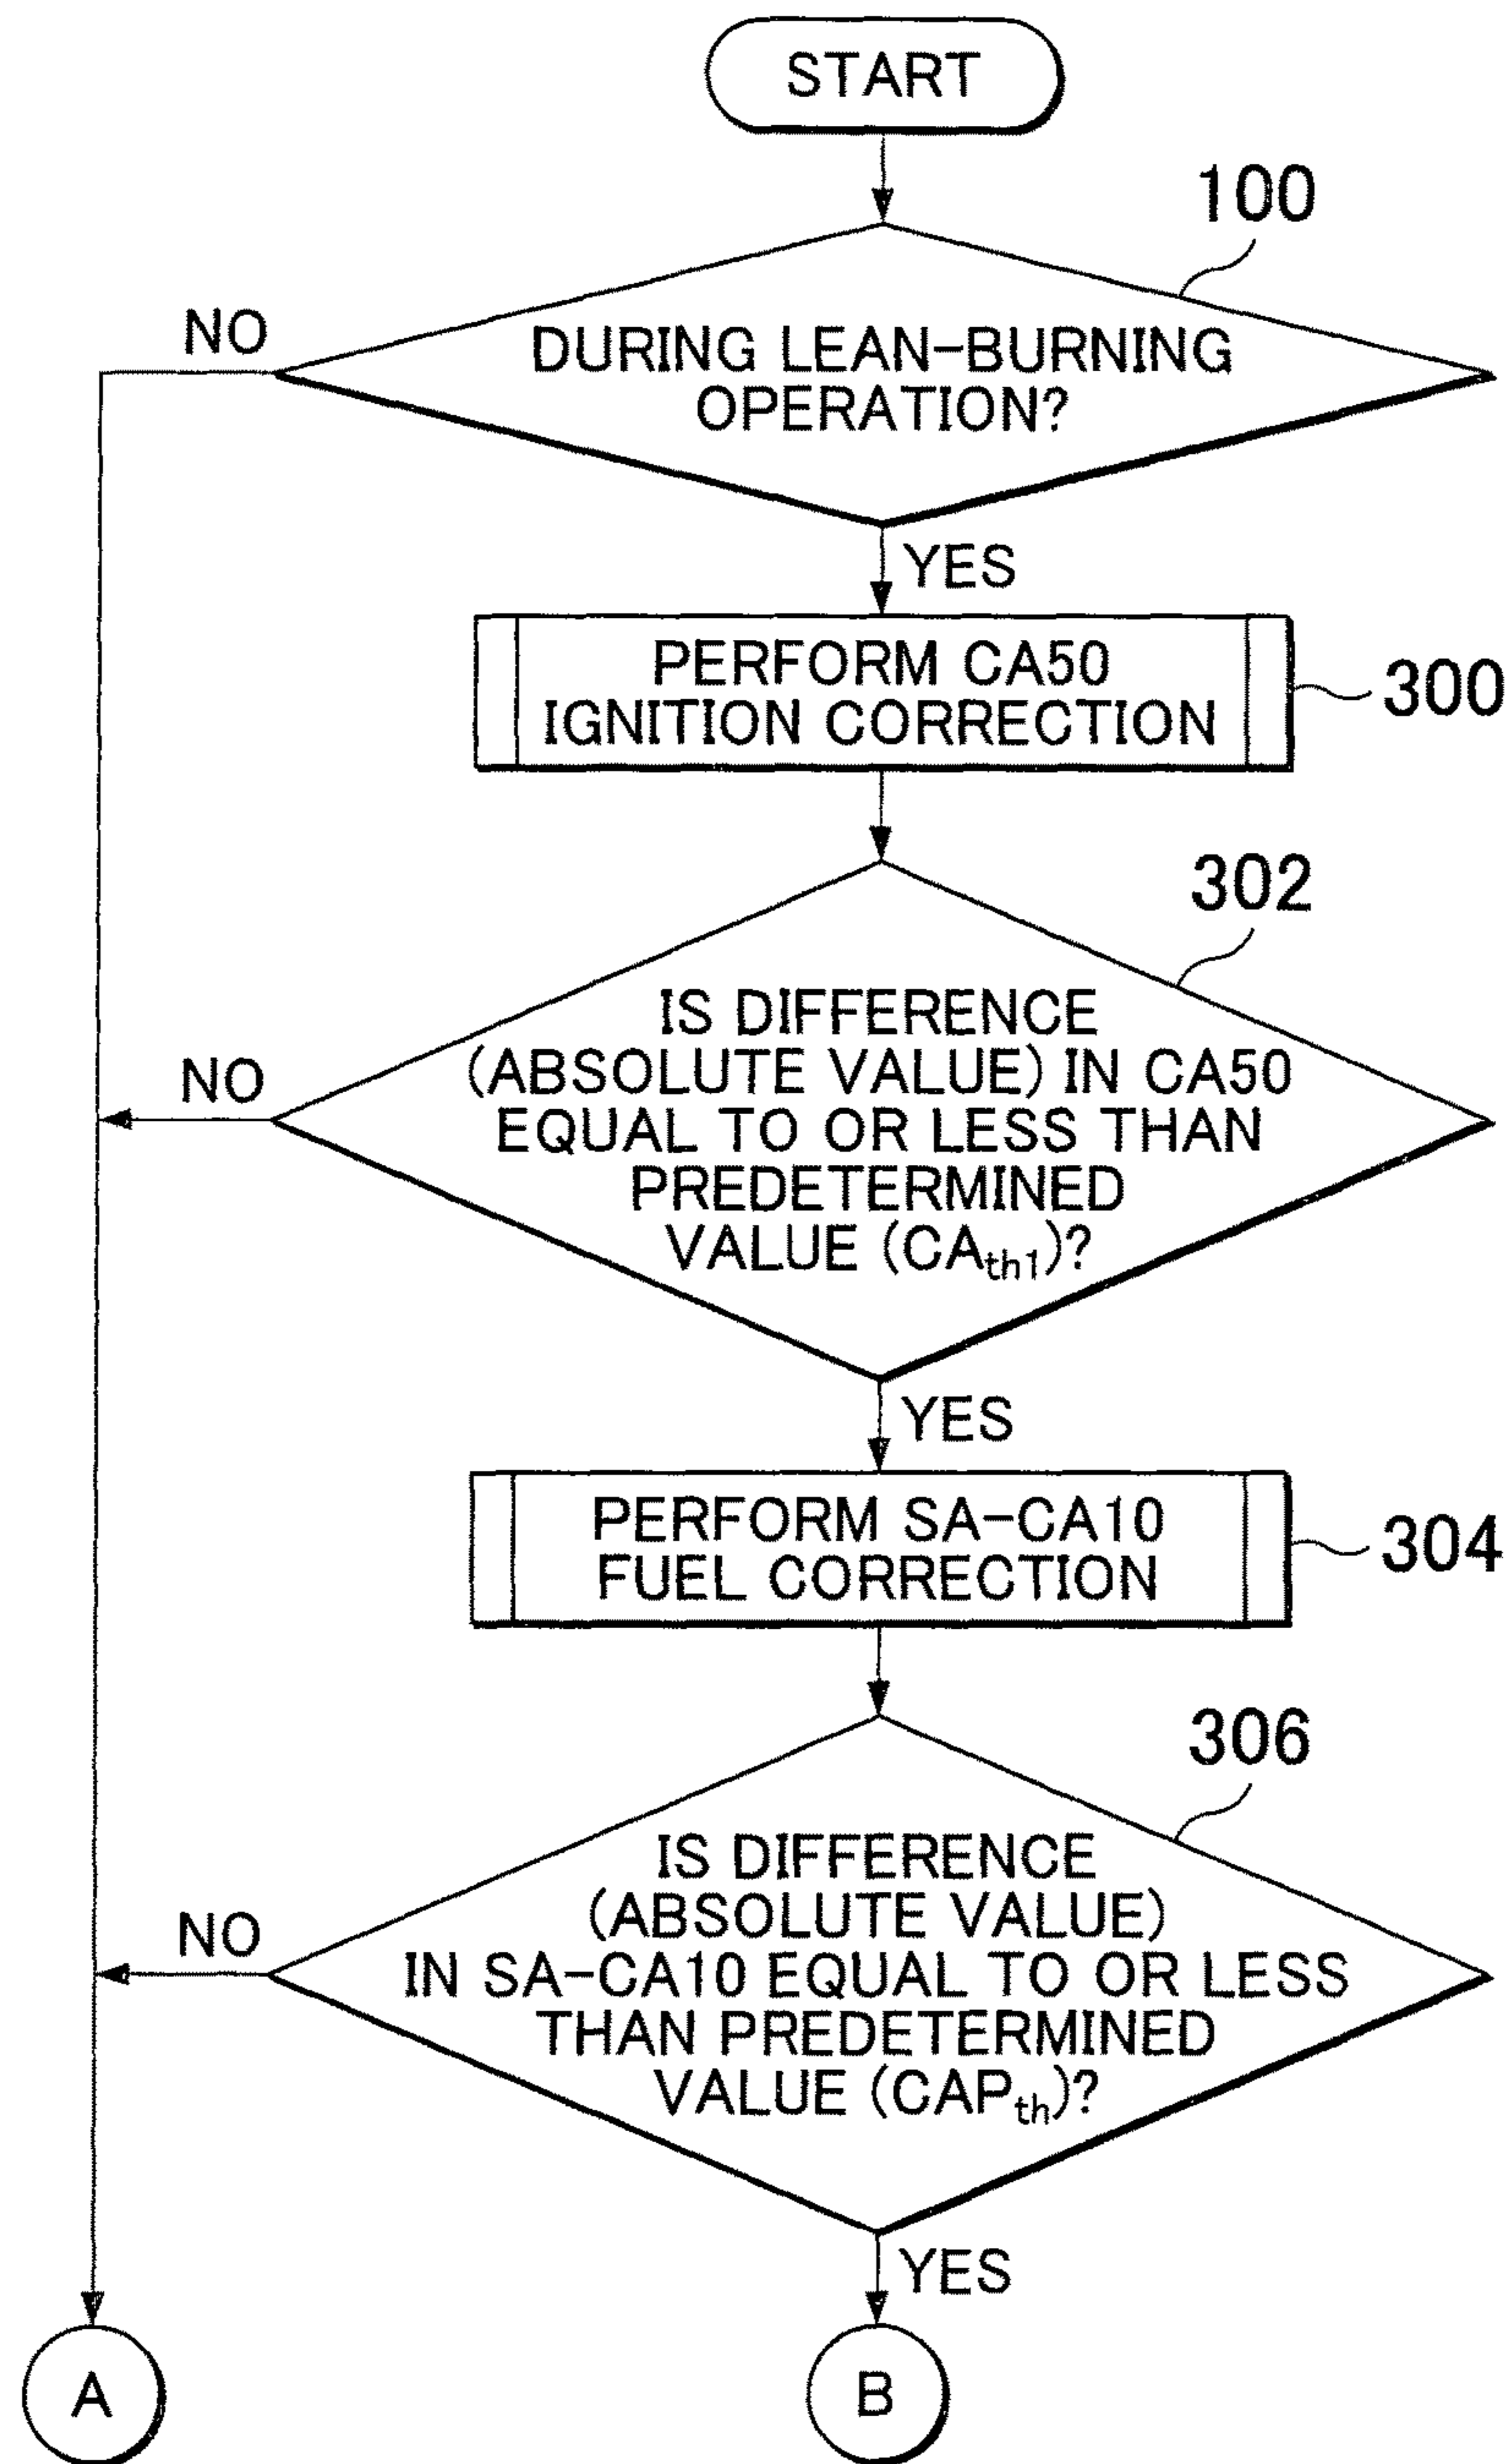 START
100
NO
DURING LEAN-BURNING
OPERATION?
YES
PERFORM CA50
IGNITION CORRECTION
300
302
IS DIFFERENCE
(ABSOLUTE VALUE) IN CA50
EQUAL TO OR LESS THAN
PREDETERMINED
VALUE (CAth1)?
NO
YES
PERFORM SA-CA10
FUEL CORRECTION
304
306
IS DIFFERENCE
(ABSOLUTE VALUE)
IN SA-CA10 EQUAL TO OR LESS
THAN PREDETERMINED
VALUE (CAPth)?
NO
YES
A
B